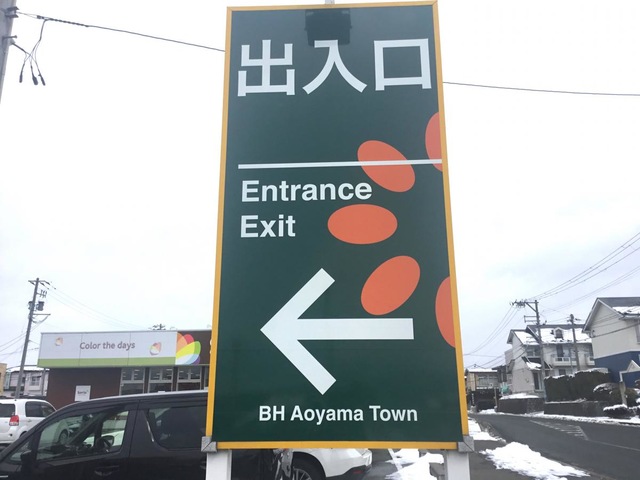 出入口
Entrance
Exit
BH Aoyama Town
Color the days